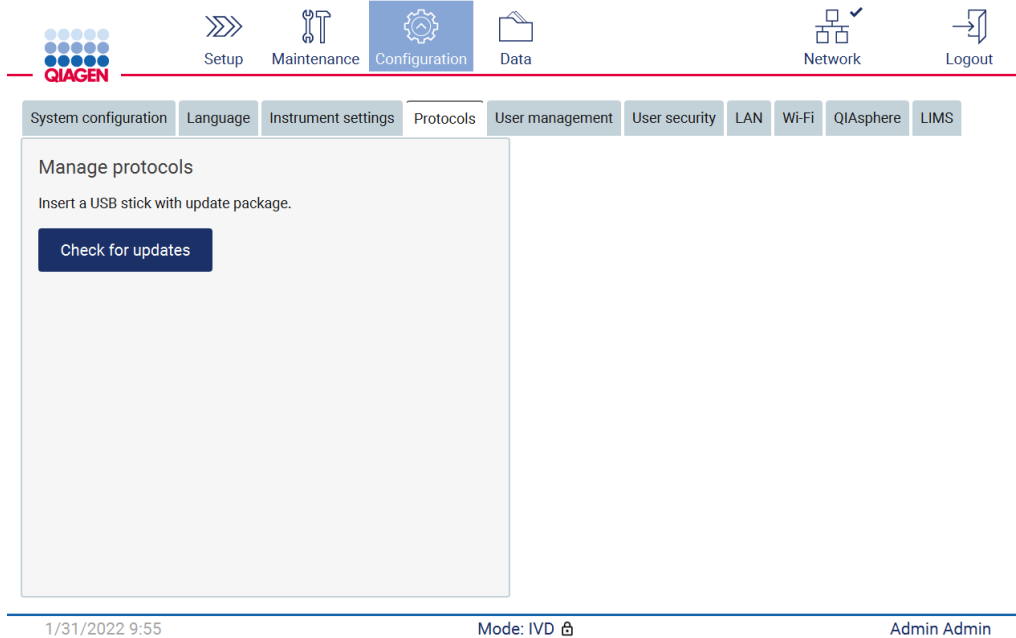 QIAGEN
Setup
Maintenance
Configuration
Data
Network
Logout
System configuration
Language
Instrument settings
Protocols
User management
User security
LAN
Wi-Fi
QIAsphere
LIMS
Manage protocols
Insert a USB stick with update package.
Check for updates
1/31/2022 9:55
Mode: IVD
Admin Admin